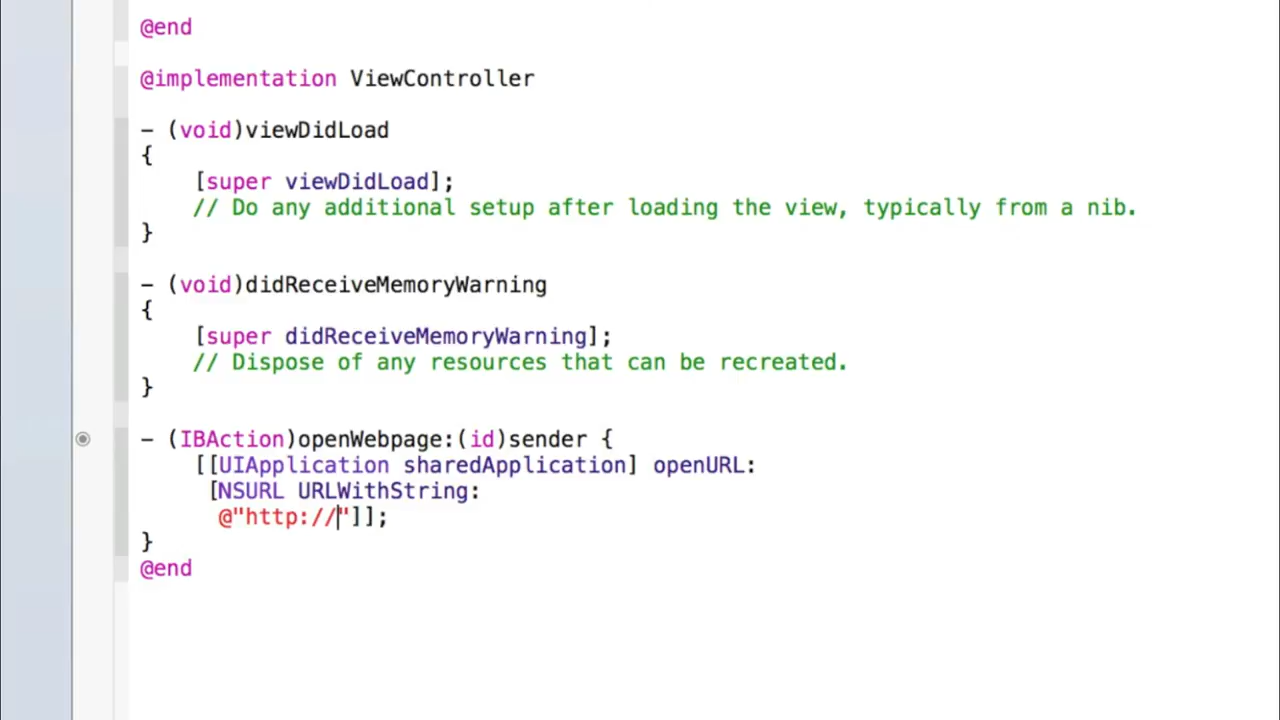 @end
@implementation ViewController
- (void)viewDidLoad
{
[super viewDidLoad];
// Do any additional setup after loading the view, typically from a nib.
}
- (void)didReceiveMemoryWarning
{
[super didReceiveMemoryWarning];
// Dispose of any resources that can be recreated.
}
- (IBAction)openWebpage:(id)sender {
[[UIApplication sharedApplication] openURL:
[NSURL URLWithString:
@"http://"]];
}
@end